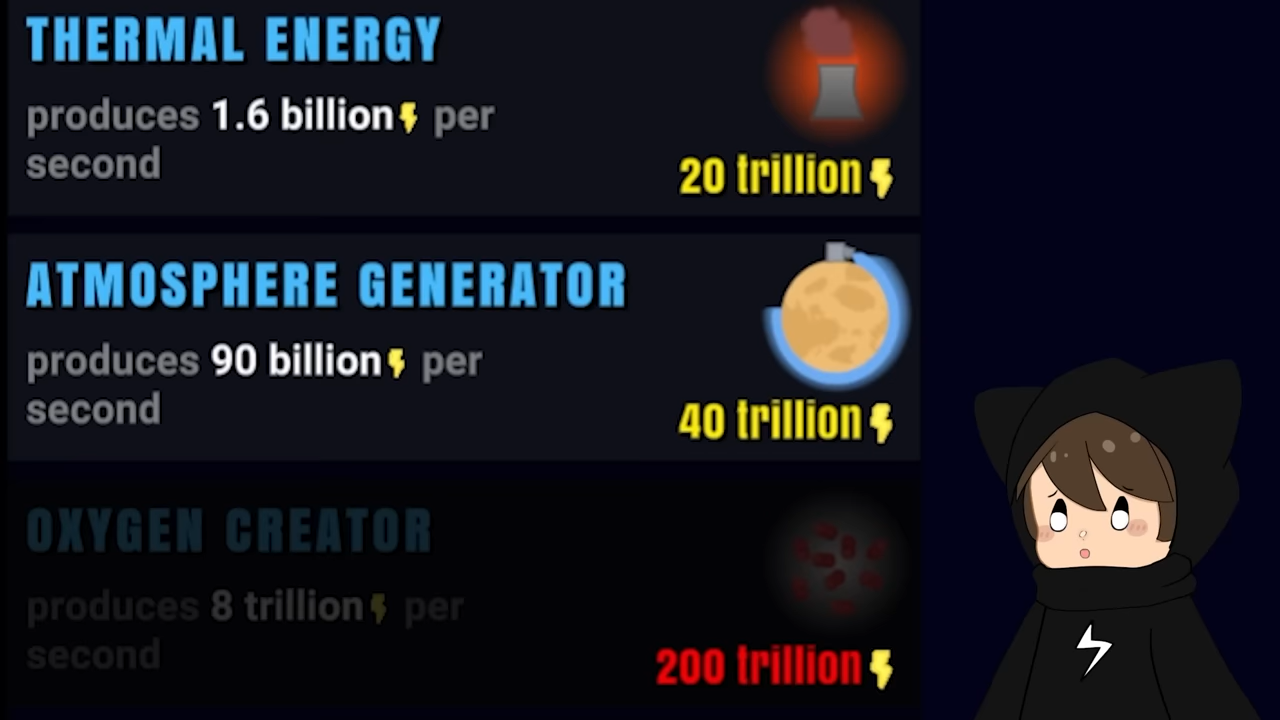 THERMAL ENERGY
produces 1.6 billion per
second
20 trillion
ATMOSPHERE GENERATOR
produces 90 billion per
second
40 trillion
OXYGEN CREATOR
produces 8 trillion per
second
200 trillion